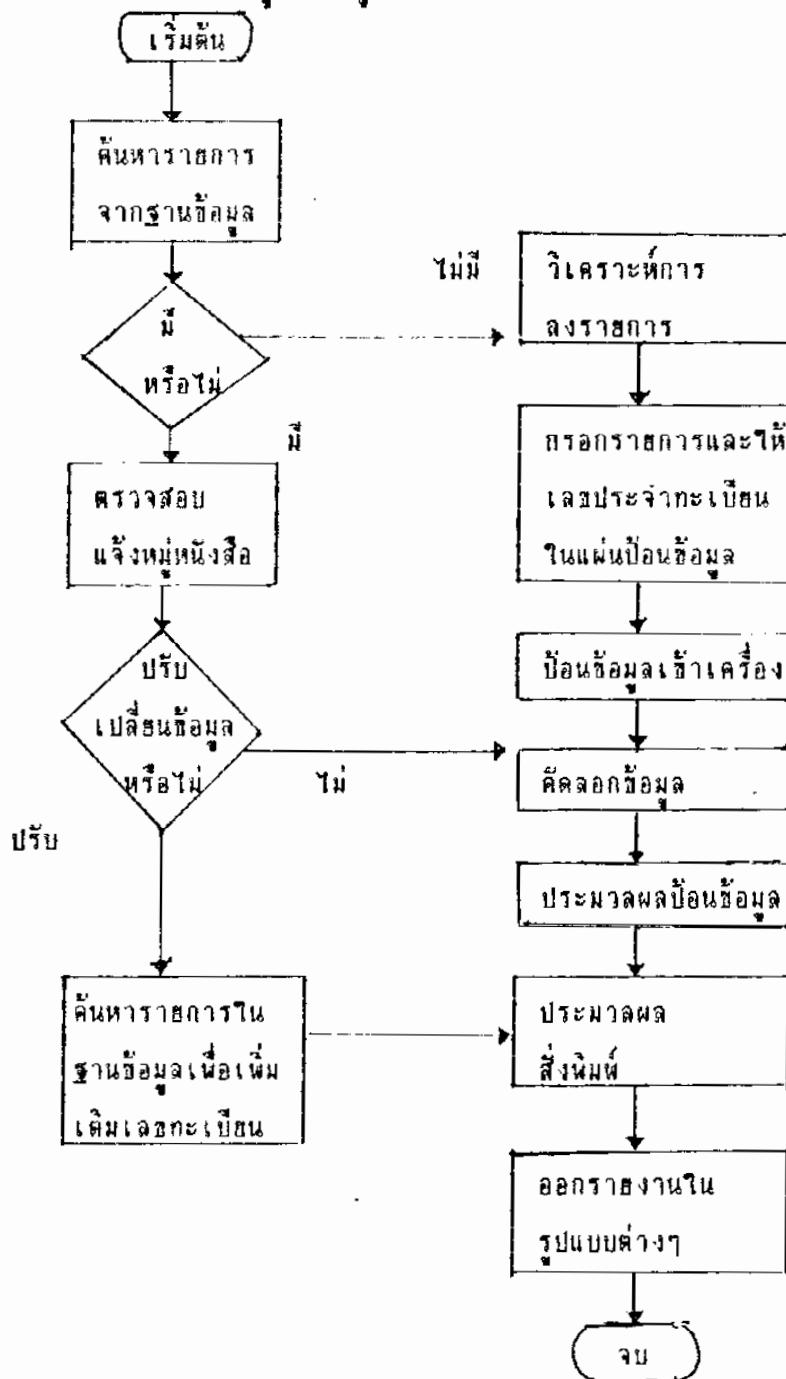 เริ่มต้น
ค้นหารายการ
จากฐานข้อมูล
มี
หรือไม่
ไม่มี
มี
ตรวจสอบ
แจ้งหมู่หนังสือ
ปรับ
เปลี่ยนข้อมูล
หรือไม่
ไม่
ปรับ
ค้นหารายการใน
ฐานข้อมูลเพื่อเพิ่ม
เติมเลขทะเบียน
วิเคราะห์การ
ลงรายการ
กรอกรายการและให้
เลขประจำทะเบียน
ในแผ่นป้อนข้อมูล
ป้อนข้อมูลเข้าเครื่อง
คัดลอกข้อมูล
ประมวลผลป้อนข้อมูล
ประมวลผล
สิ่งพิมพ์
ออกรายงานใน
รูปแบบต่างๆ
จบ